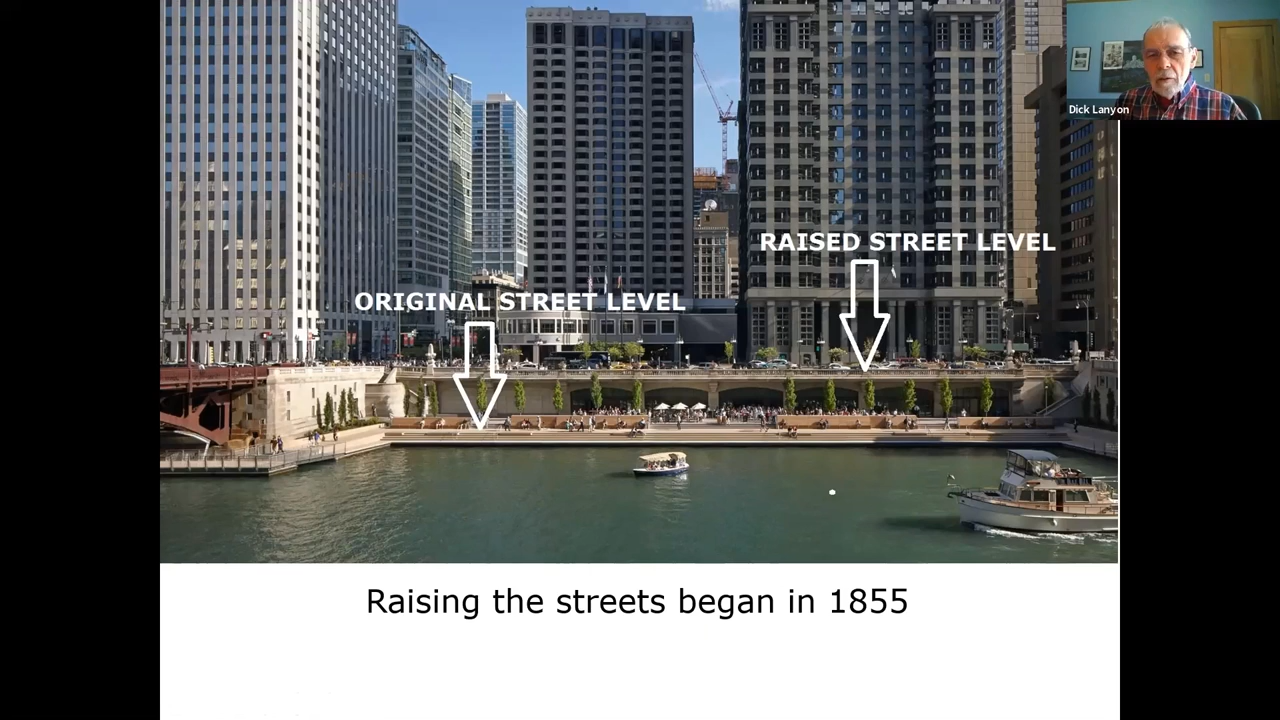 Dick Lanyon
RAISED STREET LEVEL
ORIGINAL STREET LEVEL
Raising the streets began in 1855